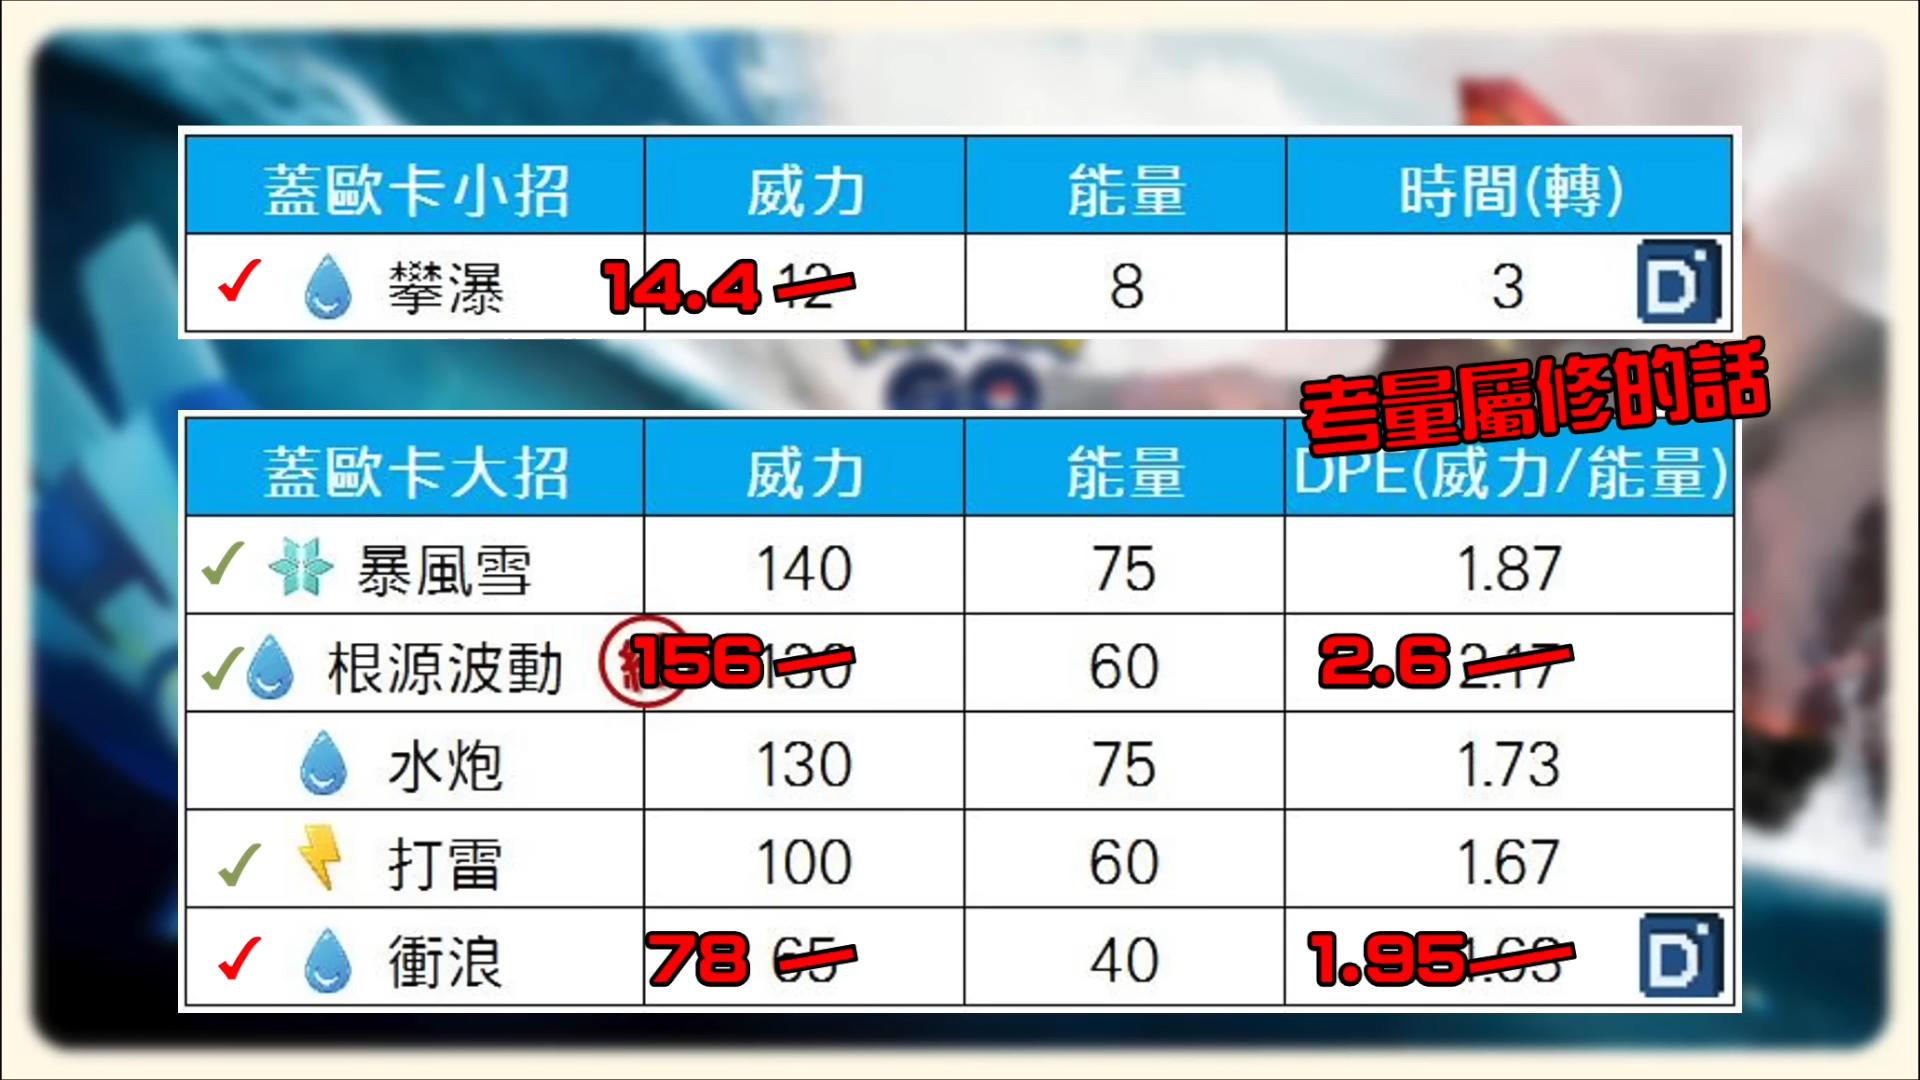 蓋歐卡小招 威力 能量 時間(轉)
攀瀑 14.4 12 8 3
考量屬修的話
蓋歐卡大招 威力 能量 DPE(威力/能量)
暴風雪 140 75 1.87
根源波動 156 130 60 2.6 2.17
水炮 130 75 1.73
打雷 100 60 1.67
衝浪 78 65 40 1.95 1.63